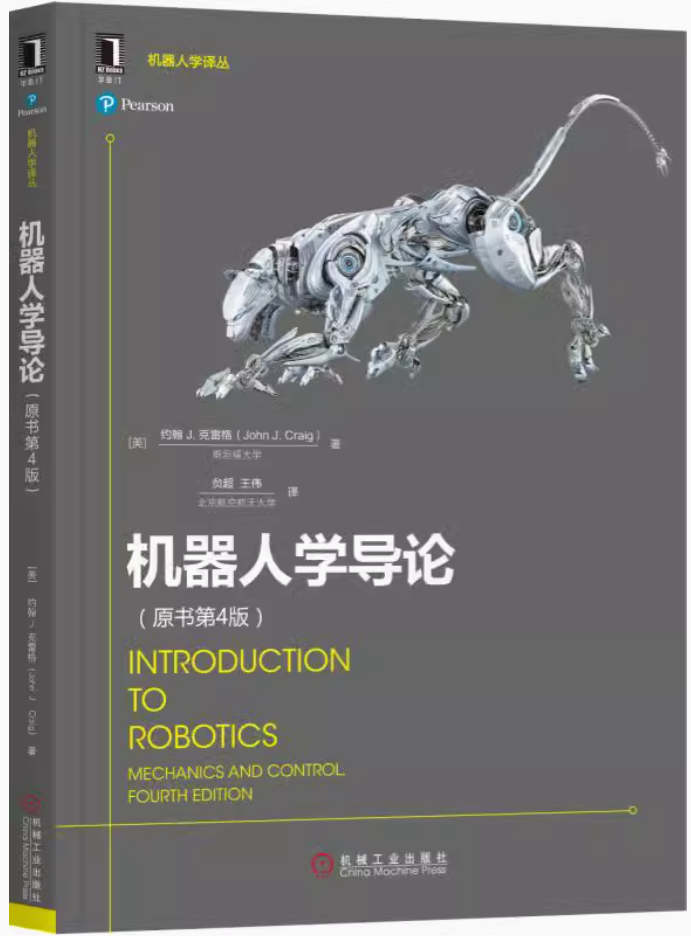 HZ Books
华章IT
Pearson
机器人学译丛
机器人学导论
(原书第4版)
[美] 约翰 J. 克雷格 (John J. Craig) 著
机械工业出版社
China Machine Press
HZ Books
华章IT
机器人学译丛
Pearson
[美] 约翰 J. 克雷格 (John J. Craig) 著
斯坦福大学
贠超 王伟 译
北京航空航天大学
机器人学导论
(原书第4版)
INTRODUCTION
TO
ROBOTICS
MECHANICS AND CONTROL.
FOURTH EDITION
机械工业出版社
China Machine Press